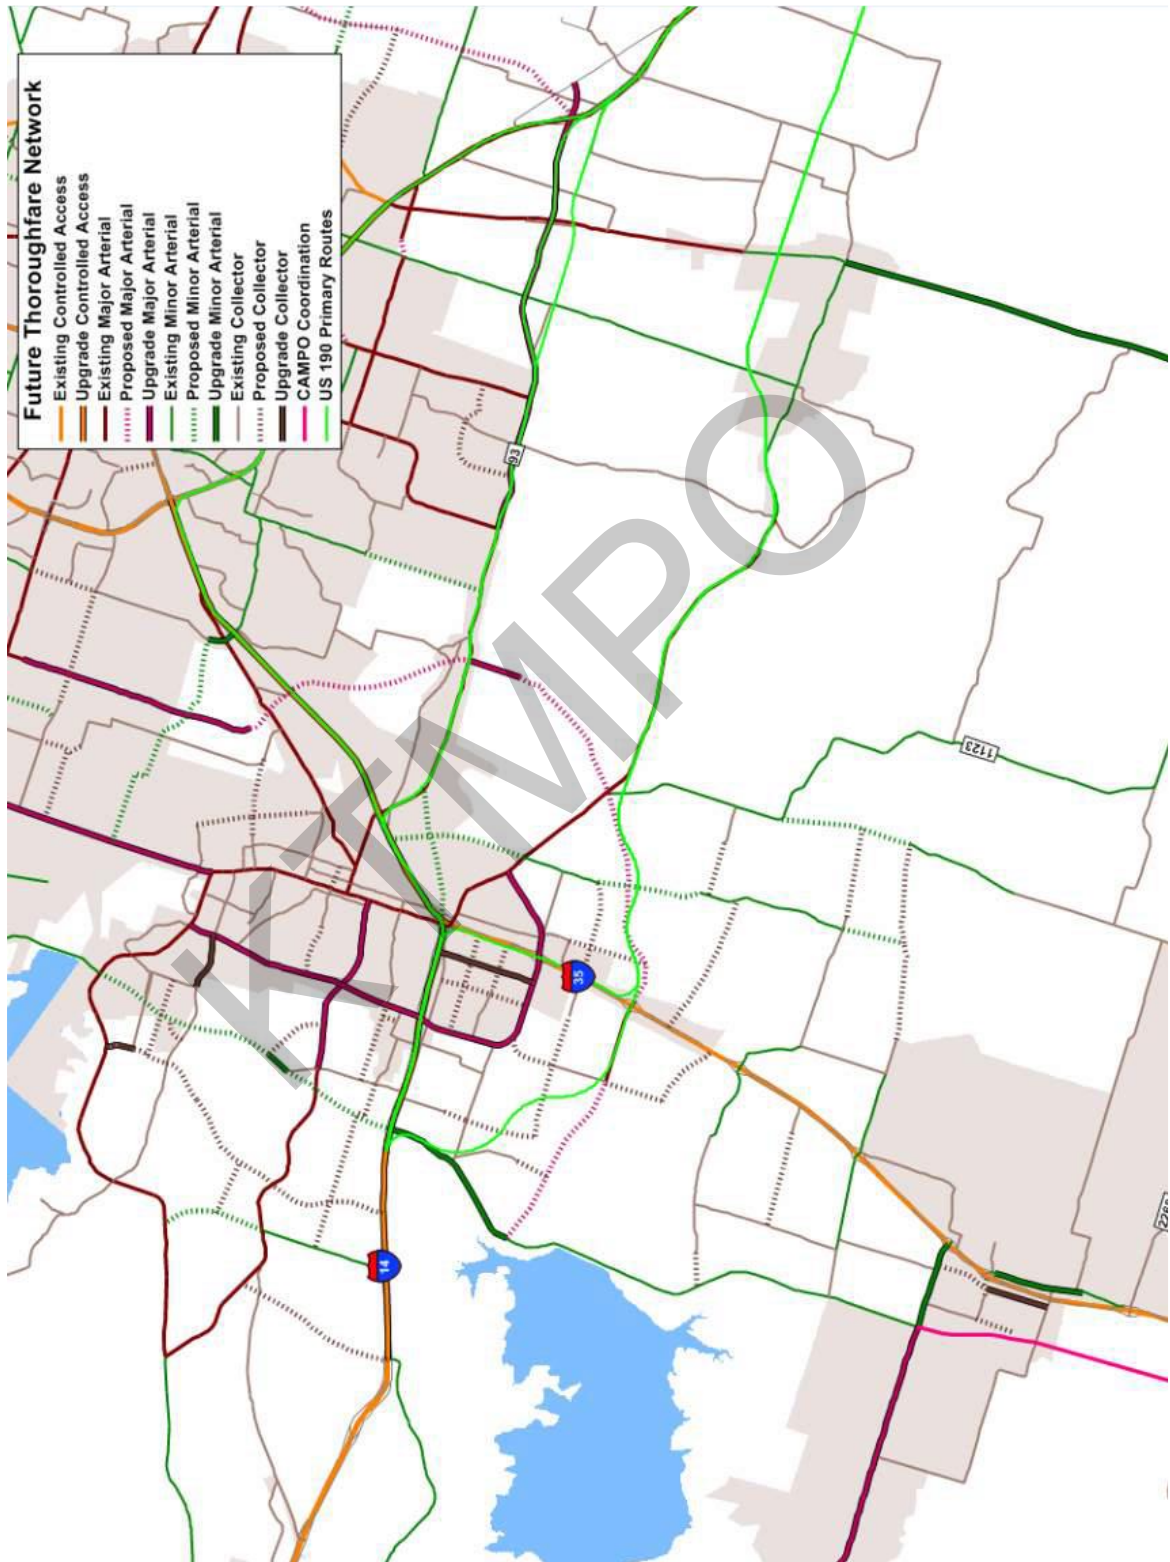 Future Thoroughfare Network
Existing Controlled Access
Upgrade Controlled Access
Existing Major Arterial
Proposed Major Arterial
Upgrade Major Arterial
Existing Minor Arterial
Proposed Minor Arterial
Upgrade Minor Arterial
Existing Collector
Proposed Collector
Upgrade Collector
CAMPO Coordination
US 190 Primary Routes
93
1123
35
14
KTMPO